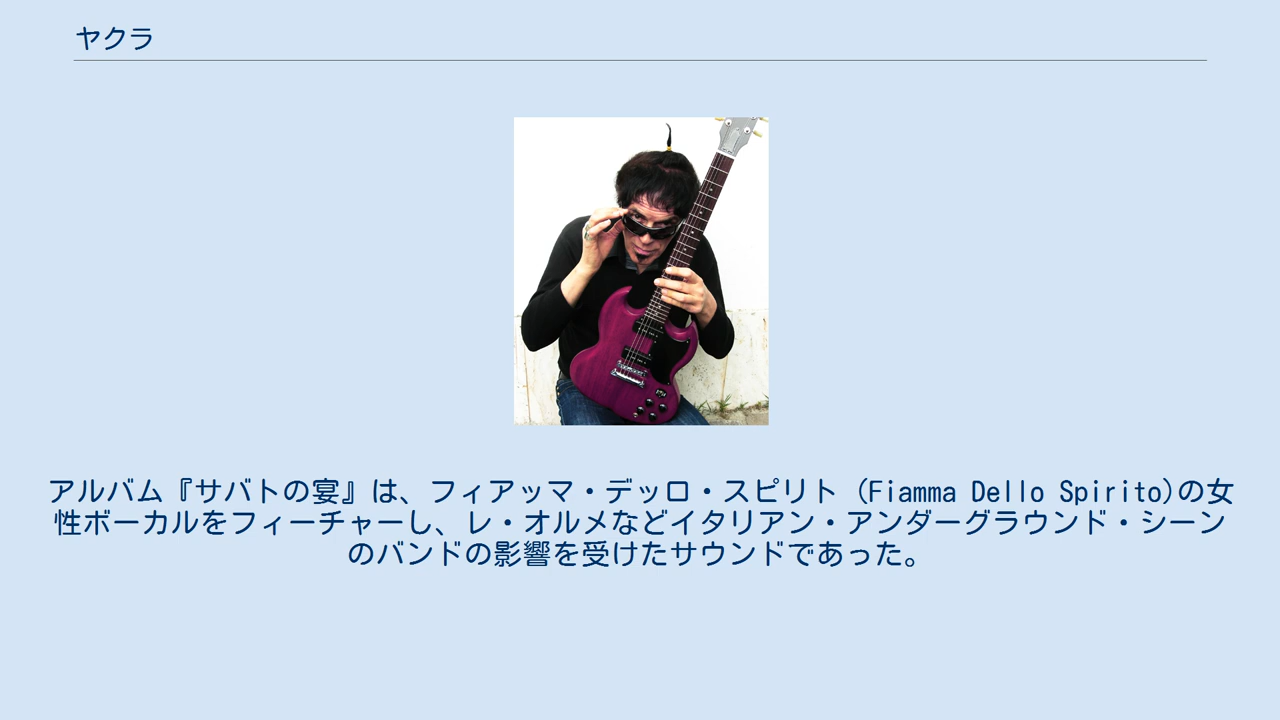 ヤクラ
アルバム『サバトの宴』は、フィアッマ・デッロ・スピリト (Fiamma Dello Spirito)の女
性ボーカルをフィーチャーし、レ・オルメなどイタリアン・アンダーグラウンド・シーン
のバンドの影響を受けたサウンドであった。